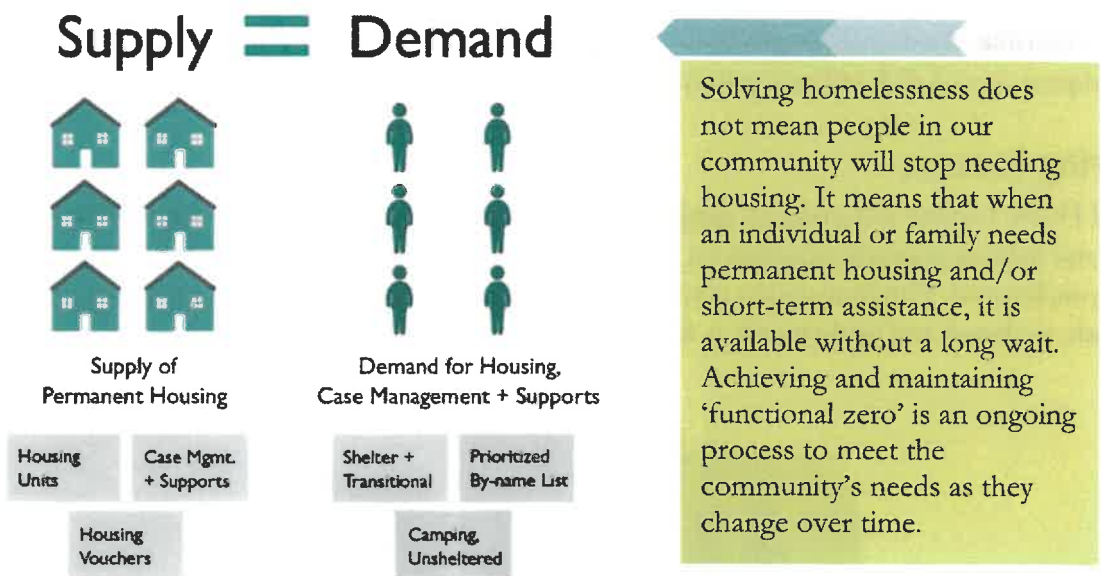 Supply = Demand
Supply of
Permanent Housing
Demand for Housing,
Case Management + Supports
Housing
Units
Case Mgmt.
+ Supports
Housing
Vouchers
Shelter +
Transitional
Prioritized
By-name List
Camping,
Unsheltered
Solving homelessness does
not mean people in our
community will stop needing
housing. It means that when
an individual or family needs
permanent housing and/or
short-term assistance, it is
available without a long wait.
Achieving and maintaining
‘functional zero’ is an ongoing
process to meet the
community’s needs as they
change over time.